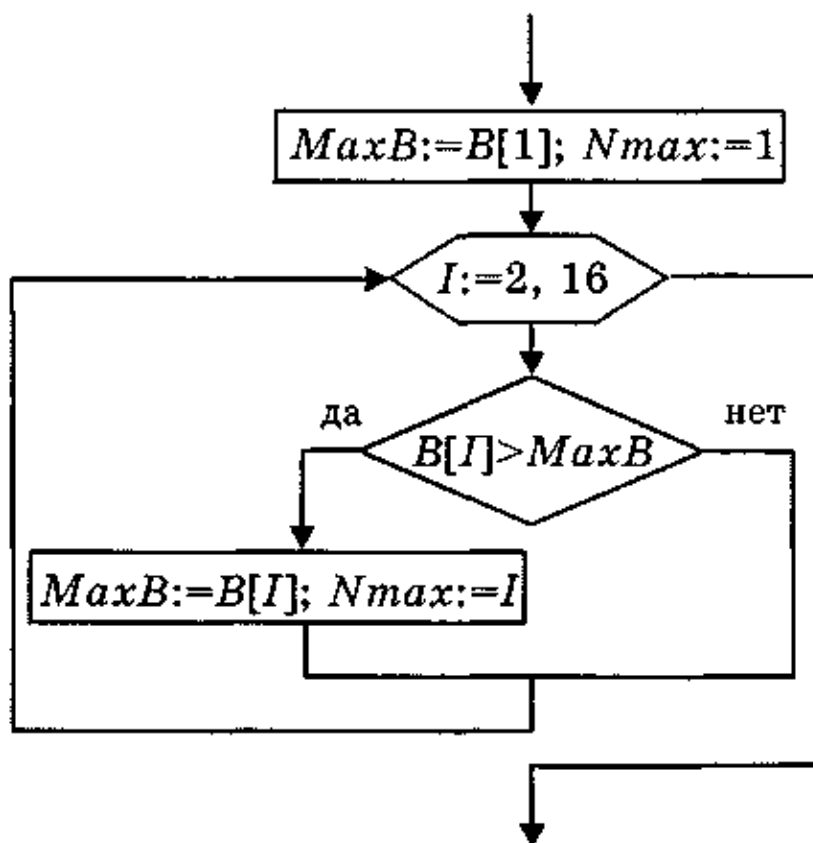 MaxB:=B[1]; Nmax:=1
I:=2, 16
да
нет
B[I]>MaxB
MaxB:=B[I]; Nmax:=I